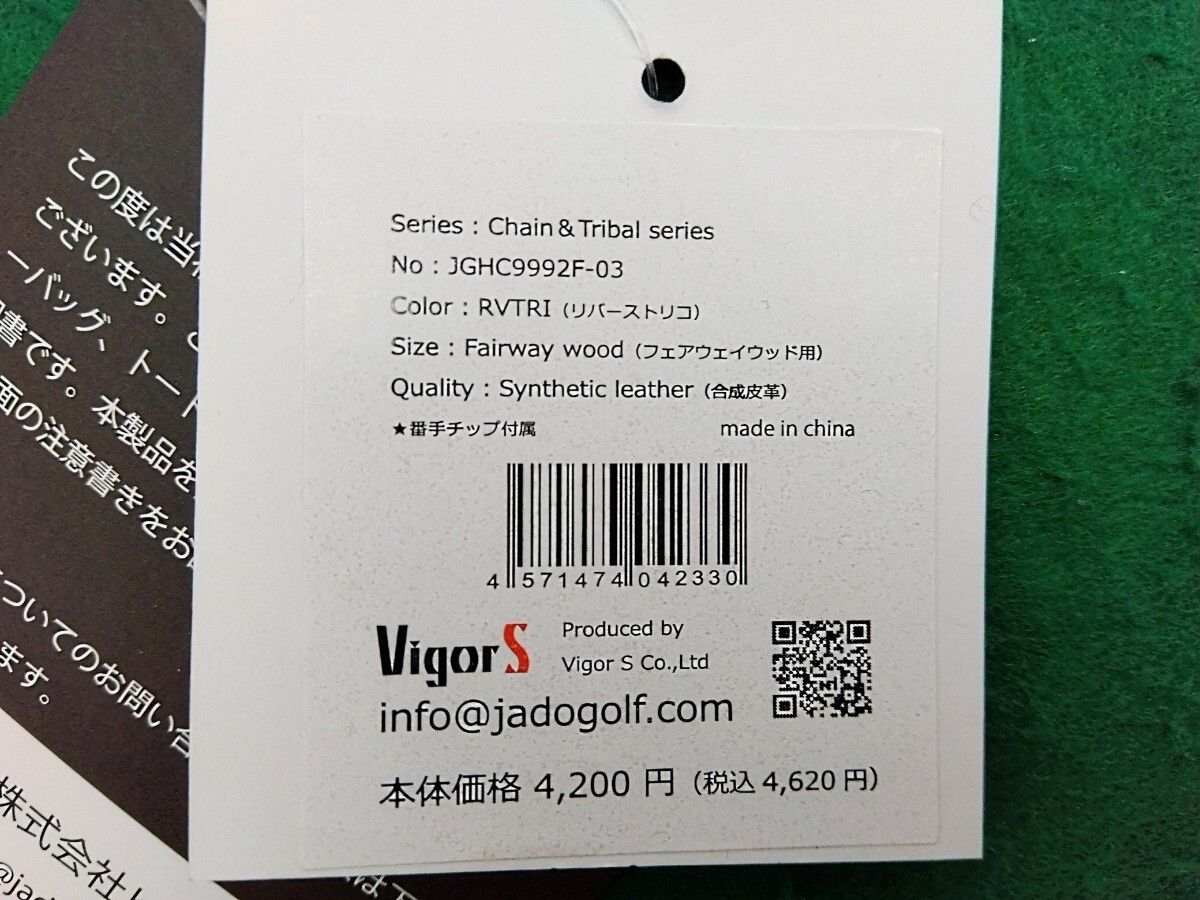 Series : Chain & Tribal series
No : JGHC9992F-03
Color : RVTRI (リバーストリコ)
Size : Fairway wood (フェアウェイウッド用)
Quality : Synthetic leather (合成皮革)
★番手チップ付属 made in china
4 571474 042330
VigorS
Produced by
Vigor S Co.,Ltd
info@jadogolf.com
本体価格 4,200 円 (税込 4,620 円)
この度は当
ございます。
ーバッグ、トート
書です。本製品を
面の注意書きをお
ついてのお問い合
ます。
株式会社